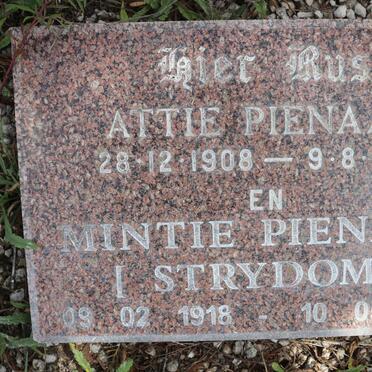 Hier Rus
ATTIE PIENA
28·12·1908 — 9·8·
EN
MINTIE PIEN
[ STRYDOM
09 02 1918 - 10 0